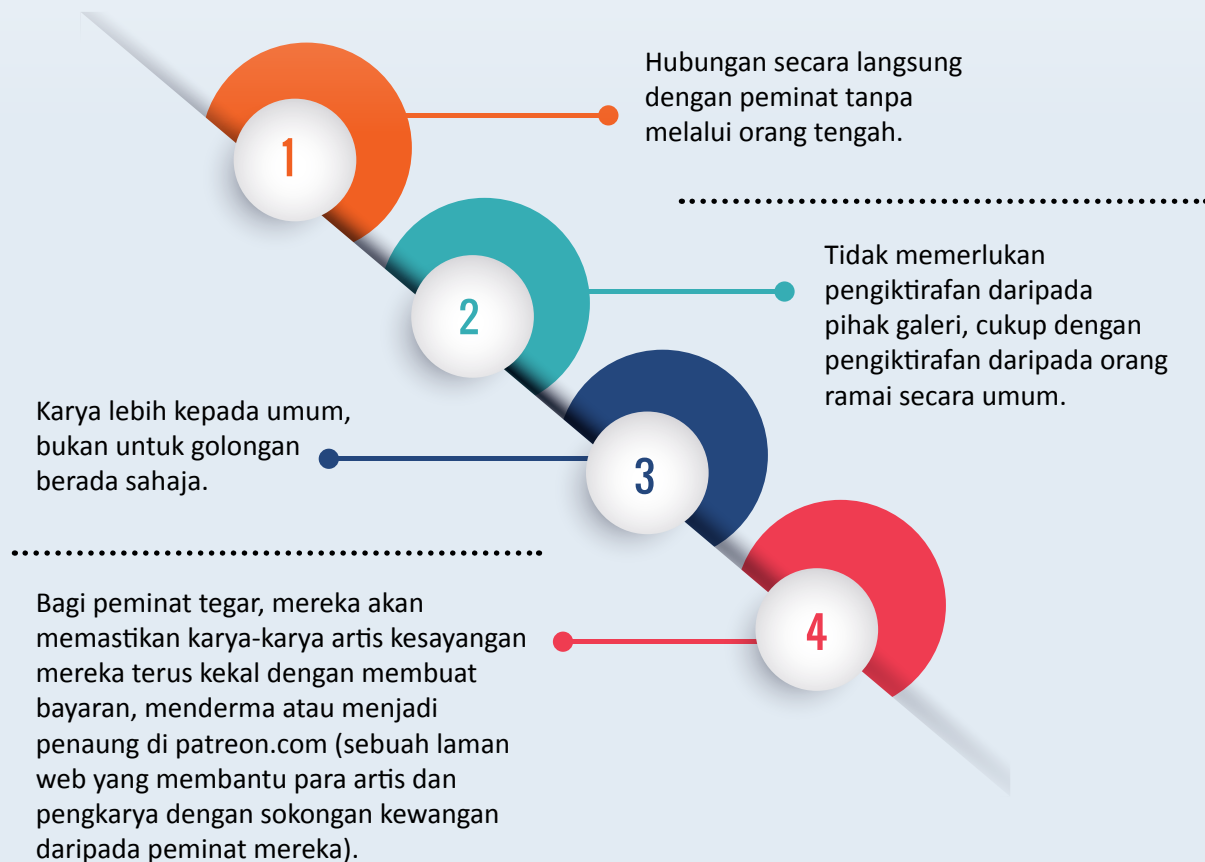 1
Hubungan secara langsung
dengan peminat tanpa
melalui orang tengah.
2
Tidak memerlukan
pengiktirafan daripada
pihak galeri, cukup dengan
pengiktirafan daripada orang
ramai secara umum.
3
Karya lebih kepada umum,
bukan untuk golongan
berada sahaja.
4
Bagi peminat tegar, mereka akan
memastikan karya-karya artis kesayangan
mereka terus kekal dengan membuat
bayaran, menderma atau menjadi
penaung di patreon.com (sebuah laman
web yang membantu para artis dan
pengkarya dengan sokongan kewangan
daripada peminat mereka).